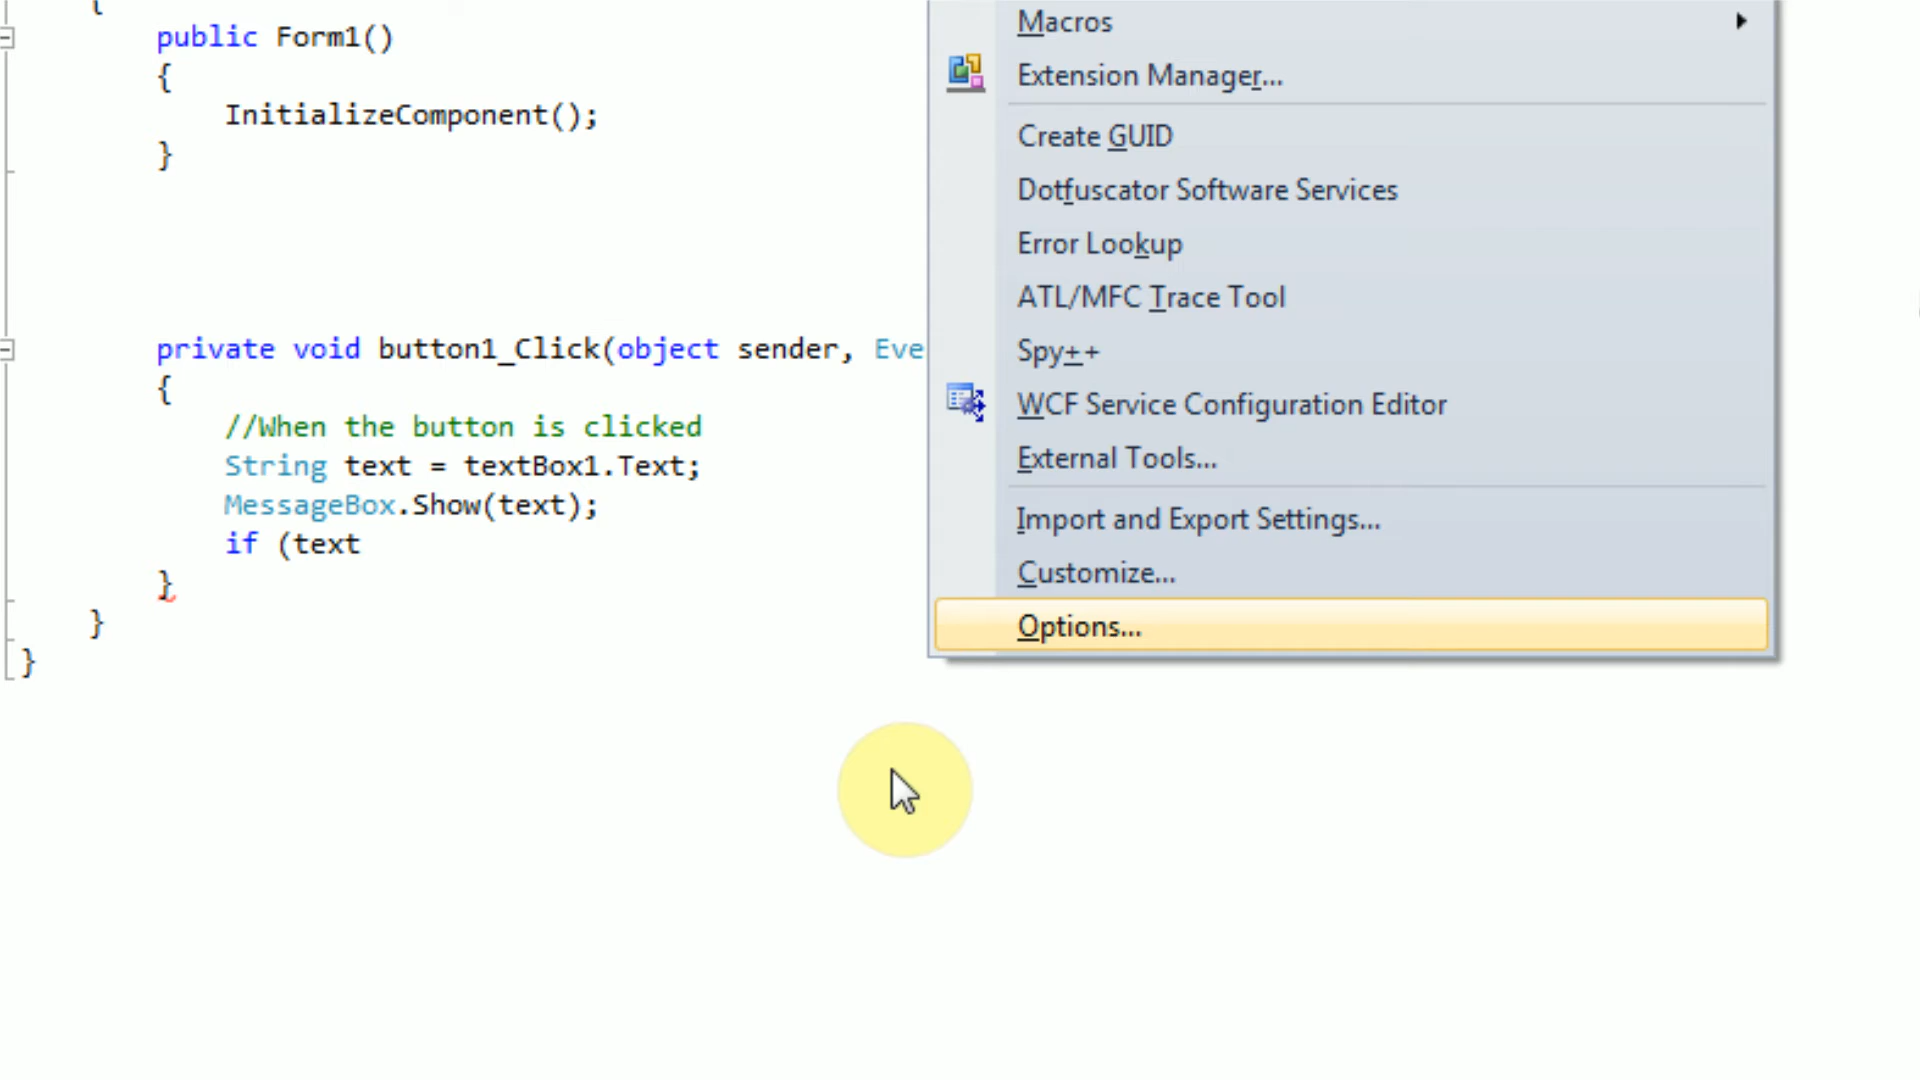 {
public Form1()
{
InitializeComponent();
}
private void button1_Click(object sender, Eve
{
//When the button is clicked
String text = textBox1.Text;
MessageBox.Show(text);
if (text
}
}
}
Macros
Extension Manager...
Create GUID
Dotfuscator Software Services
Error Lookup
ATL/MFC Trace Tool
Spy++
WCF Service Configuration Editor
External Tools...
Import and Export Settings...
Customize...
Options...